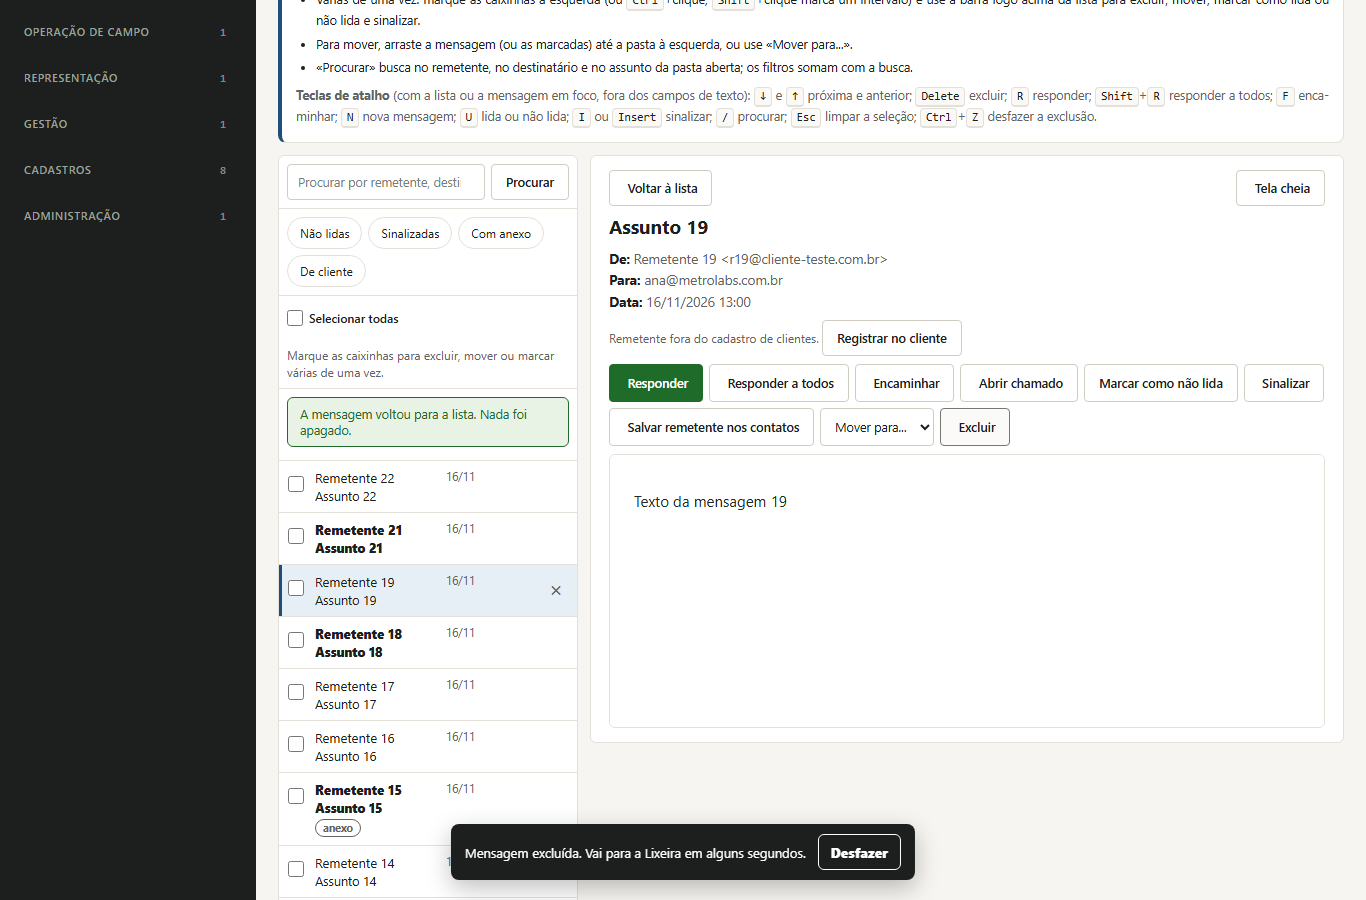 OPERAÇÃO DE CAMPO 1
REPRESENTAÇÃO 1
GESTÃO 1
CADASTROS 8
ADMINISTRAÇÃO 1
não lida e sinalizar.
• Para mover, arraste a mensagem (ou as marcadas) até a pasta à esquerda, ou use «Mover para...».
• «Procurar» busca no remetente, no destinatário e no assunto da pasta aberta; os filtros somam com a busca.
Teclas de atalho (com a lista ou a mensagem em foco, fora dos campos de texto): ↓ e ↑ próxima e anterior; Delete excluir; R responder; Shift+R responder a todos; F enca-
minhar; N nova mensagem; U lida ou não lida; I ou Insert sinalizar; / procurar; Esc limpar a seleção; Ctrl+Z desfazer a exclusão.
Procurar por remetente, desti
Procurar
Não lidas
Sinalizadas
Com anexo
De cliente
Selecionar todas
Marque as caixinhas para excluir, mover ou marcar
várias de uma vez.
A mensagem voltou para a lista. Nada foi
apagado.
Remetente 22 16/11
Assunto 22
Remetente 21 16/11
Assunto 21
Remetente 19 16/11
Assunto 19 ×
Remetente 18 16/11
Assunto 18
Remetente 17 16/11
Assunto 17
Remetente 16 16/11
Assunto 16
Remetente 15 16/11
Assunto 15
anexo
Remetente 14
Assunto 14
Voltar à lista
Tela cheia
Assunto 19
De: Remetente 19 <r19@cliente-teste.com.br>
Para: ana@metrolabs.com.br
Data: 16/11/2026 13:00
Remetente fora do cadastro de clientes. Registrar no cliente
Responder
Responder a todos
Encaminhar
Abrir chamado
Marcar como não lida
Sinalizar
Salvar remetente nos contatos
Mover para...
Excluir
Texto da mensagem 19
Mensagem excluída. Vai para a Lixeira em alguns segundos. Desfazer